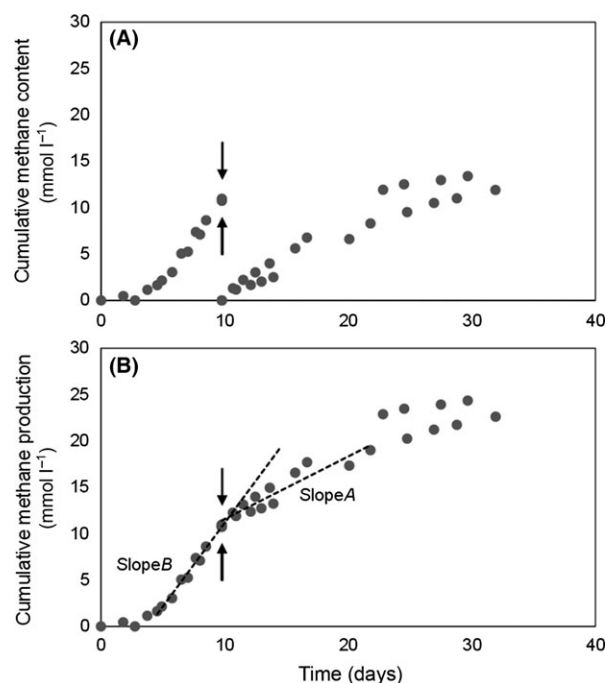 (A)
Cumulative methane content
(mmol l⁻¹)
30
25
20
15
10
5
0
0 10 20 30 40
(B)
Cumulative methane production
(mmol l⁻¹)
30
25
20
15
10
5
0
SlopeA
SlopeB
0 10 20 30 40
Time (days)